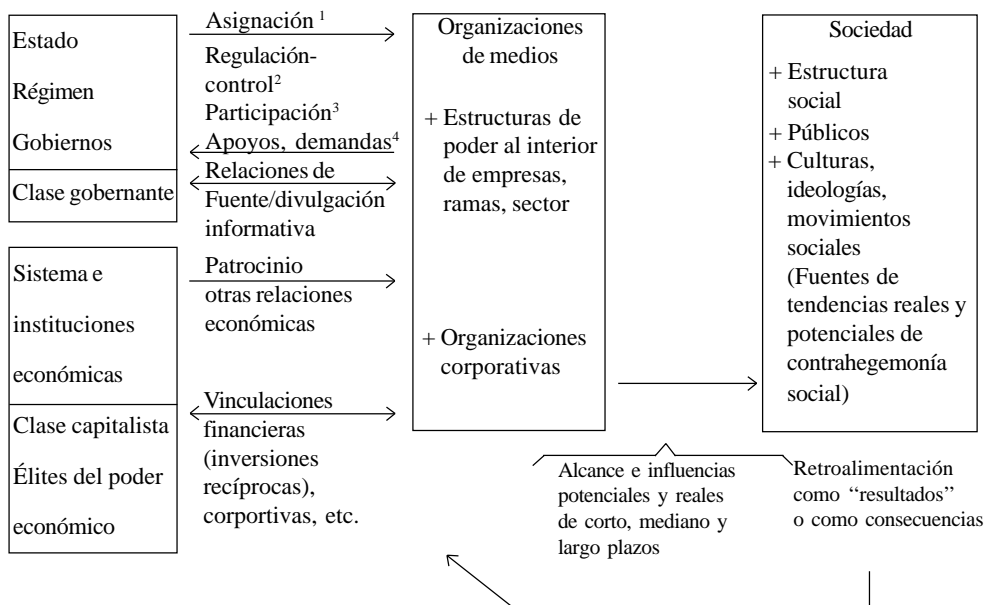 Estado
Régimen
Gobiernos
Clase gobernante
Asignación ¹
Regulación-
control²
Participación³
Apoyos, demandas⁴
Relaciones de
Fuente/divulgación
informativa
Sistema e
instituciones
económicas
Clase capitalista
Élites del poder
económico
Patrocinio
otras relaciones
económicas
Vinculaciones
financieras
(inversiones
recíprocas),
corportivas, etc.
Organizaciones
de medios
+ Estructuras de
poder al interior
de empresas,
ramas, sector
+ Organizaciones
corporativas
Sociedad
+ Estructura
social
+ Públicos
+ Culturas,
ideologías,
movimientos
sociales
(Fuentes de
tendencias reales y
potenciales de
contrahegemonía
social)
Alcance e influencias
potenciales y reales
de corto, mediano y
largo plazos
Retroalimentación
como “resultados”
o como consecuencias